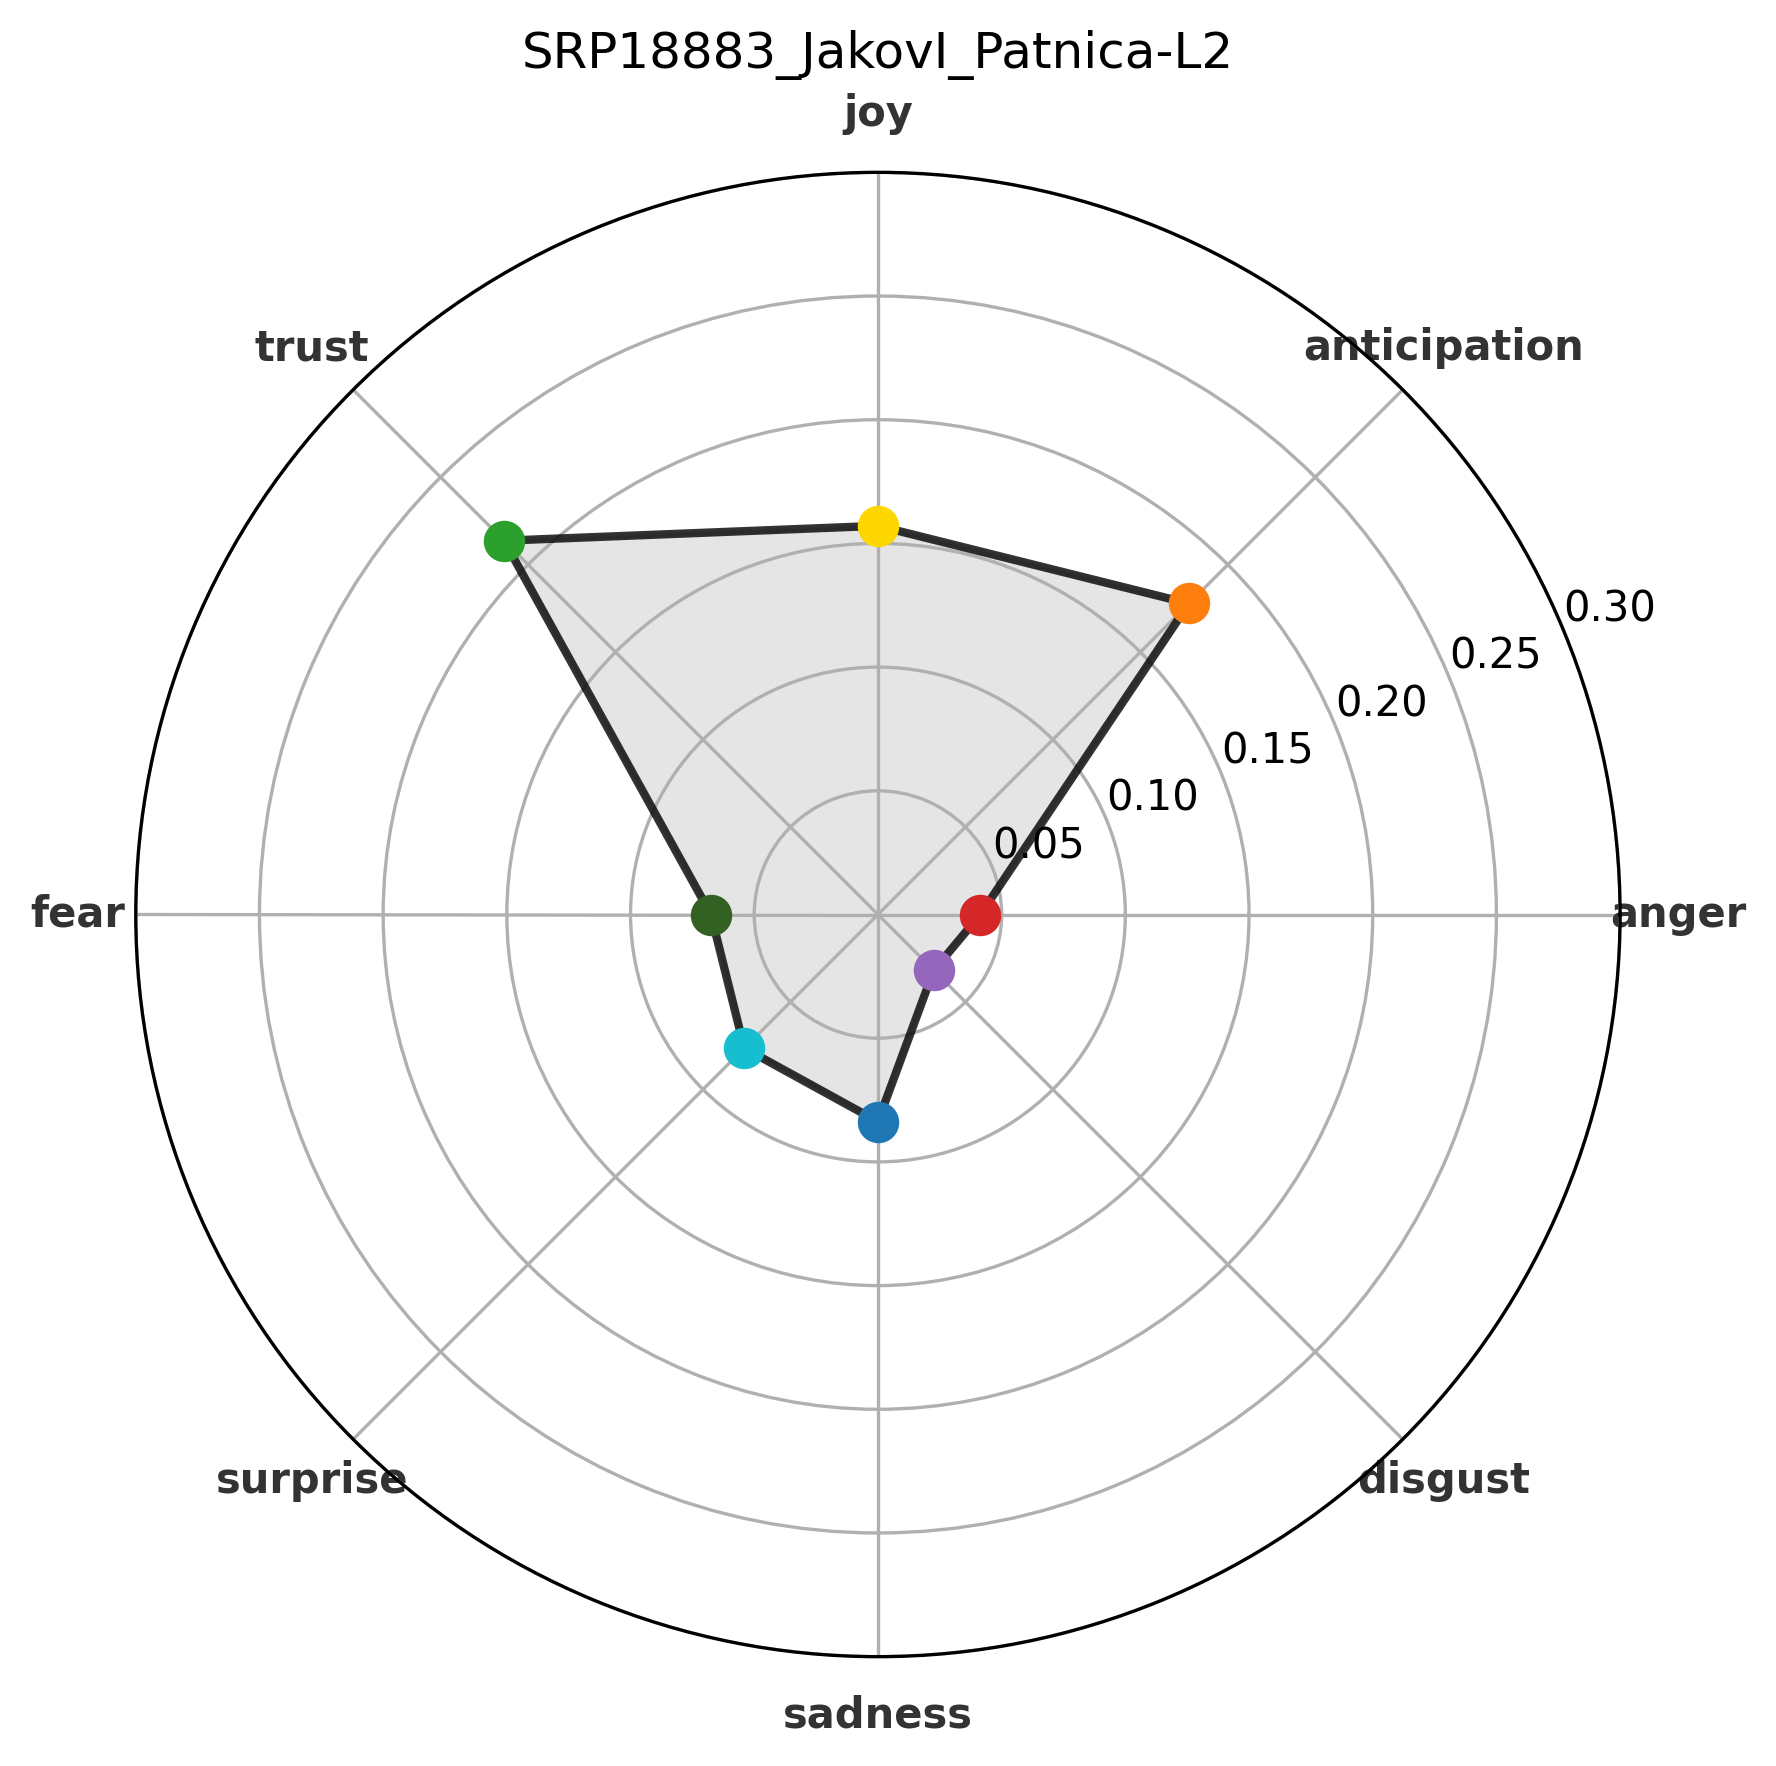 SRP18883_JakovI_Patnica-L2
joy
trust
anticipation
0.30
0.25
0.20
0.15
0.10
0.05
fear
anger
surprise
disgust
sadness